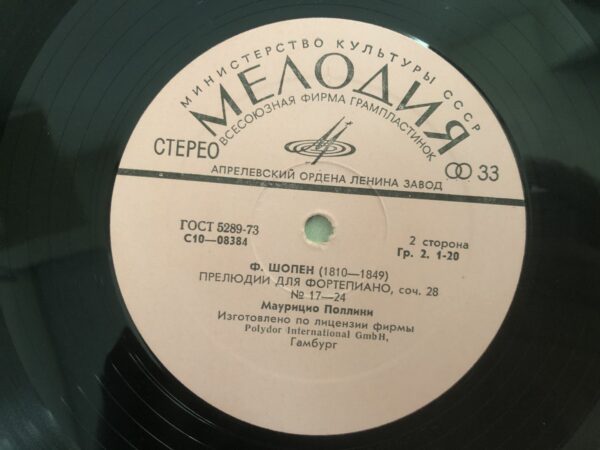 МИНИСТЕРСТВО КУЛЬТУРЫ СССР
МЕЛОДИЯ
ВСЕСОЮЗНАЯ ФИРМА ГРАМПЛАСТИНОК
СТЕРЕО
33
АПРЕЛЕВСКИЙ ОРДЕНА ЛЕНИНА ЗАВОД
ГОСТ 5289-73
С10—08384
2 сторона
Гр. 2. 1-20
Ф. ШОПЕН (1810—1849)
ПРЕЛЮДИИ ДЛЯ ФОРТЕПИАНО, соч. 28
№ 17—24
Маурицио Поллини
Изготовлено по лицензии фирмы
Polydor International GmbH,
Гамбург